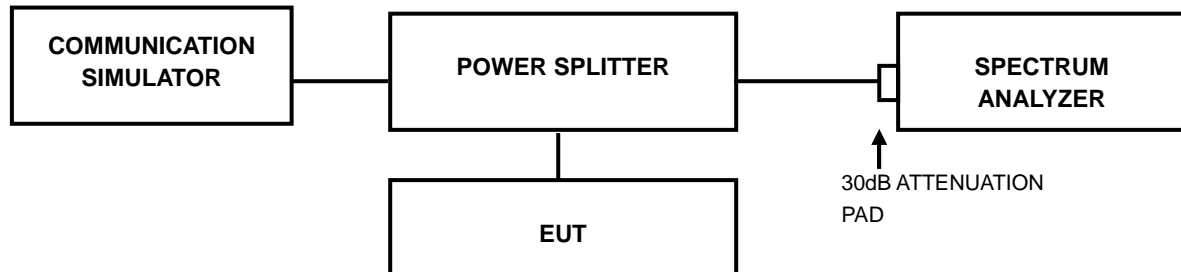 COMMUNICATION
SIMULATOR
POWER SPLITTER
SPECTRUM
ANALYZER
30dB ATTENUATION
PAD
EUT